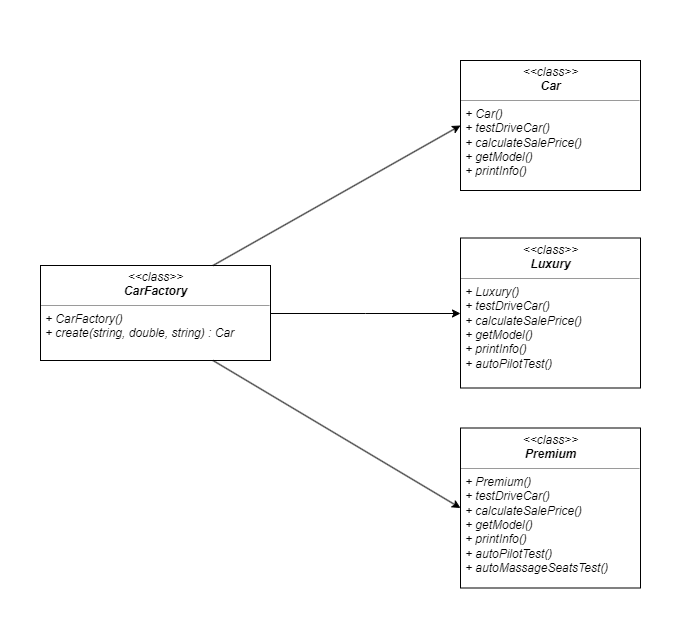 <<class>>
Car
+ Car()
+ testDriveCar()
+ calculateSalePrice()
+ getModel()
+ printInfo()
<<class>>
CarFactory
+ CarFactory()
+ create(string, double, string) : Car
<<class>>
Luxury
+ Luxury()
+ testDriveCar()
+ calculateSalePrice()
+ getModel()
+ printInfo()
+ autoPilotTest()
<<class>>
Premium
+ Premium()
+ testDriveCar()
+ calculateSalePrice()
+ getModel()
+ printInfo()
+ autoPilotTest()
+ autoMassageSeatsTest()